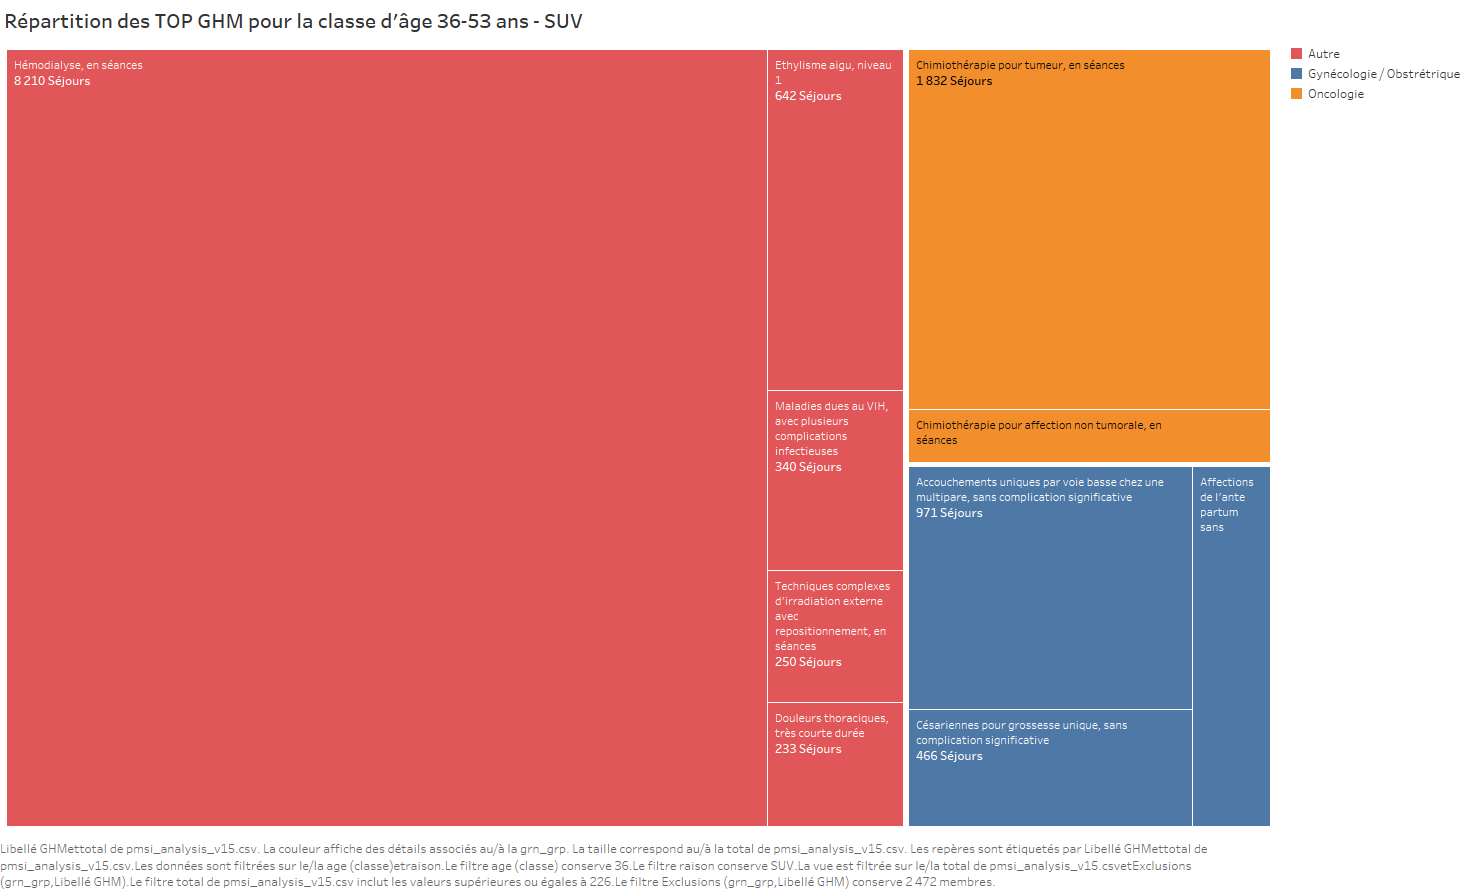 Répartition des TOP GHM pour la classe d’âge 36-53 ans - SUV
Hémodialyse, en séances
8 210 Séjours
Ethylisme aigu, niveau
1
642 Séjours
Maladies dues au VIH,
avec plusieurs
complications
infectieuses
340 Séjours
Techniques complexes
d’irradiation externe
avec
repositionnement, en
séances
250 Séjours
Douleurs thoraciques,
très courte durée
233 Séjours
Chimiothérapie pour tumeur, en séances
1 832 Séjours
Chimiothérapie pour affection non tumorale, en
séances
Accouchements uniques par voie basse chez une
multipare, sans complication significative
971 Séjours
Césariennes pour grossesse unique, sans
complication significative
466 Séjours
Affections
de l’ante
partum
sans
Autre
Gynécologie / Obstrétrique
Oncologie
Libellé GHMettotal de pmsi_analysis_v15.csv. La couleur affiche des détails associés au/à la grn_grp. La taille correspond au/à la total de pmsi_analysis_v15.csv. Les repères sont étiquetés par Libellé GHMettotal de
pmsi_analysis_v15.csv.Les données sont filtrées sur le/la age (classe)etraison.Le filtre age (classe) conserve 36.Le filtre raison conserve SUV.La vue est filtrée sur le/la total de pmsi_analysis_v15.csvetExclusions
(grn_grp,Libellé GHM).Le filtre total de pmsi_analysis_v15.csv inclut les valeurs supérieures ou égales à 226.Le filtre Exclusions (grn_grp,Libellé GHM) conserve 2 472 membres.